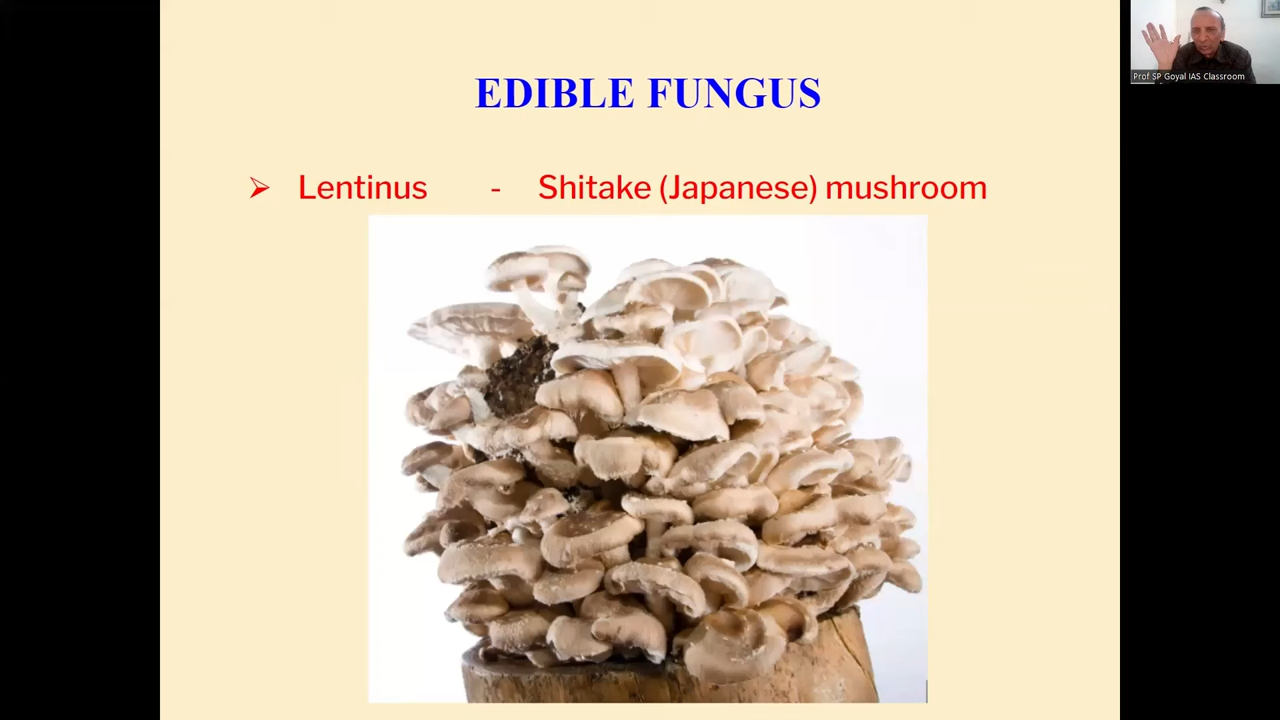 EDIBLE FUNGUS
➢ Lentinus - Shitake (Japanese) mushroom
Prof SP Goyal IAS Classroom